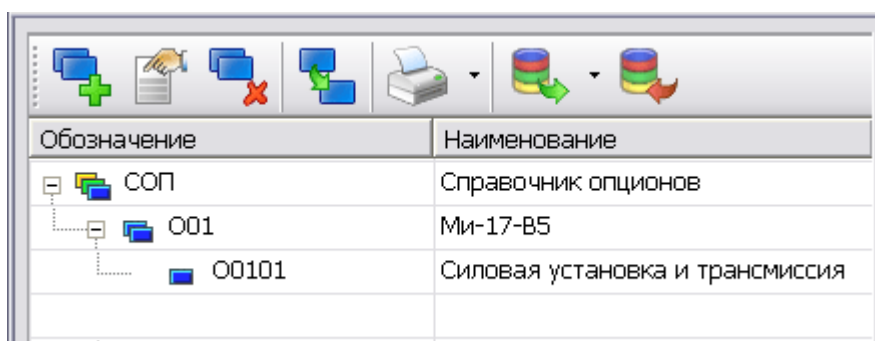 Обозначение Наименование
СОП Справочник опционов
О01 Ми-17-В5
О0101 Силовая установка и трансмиссия